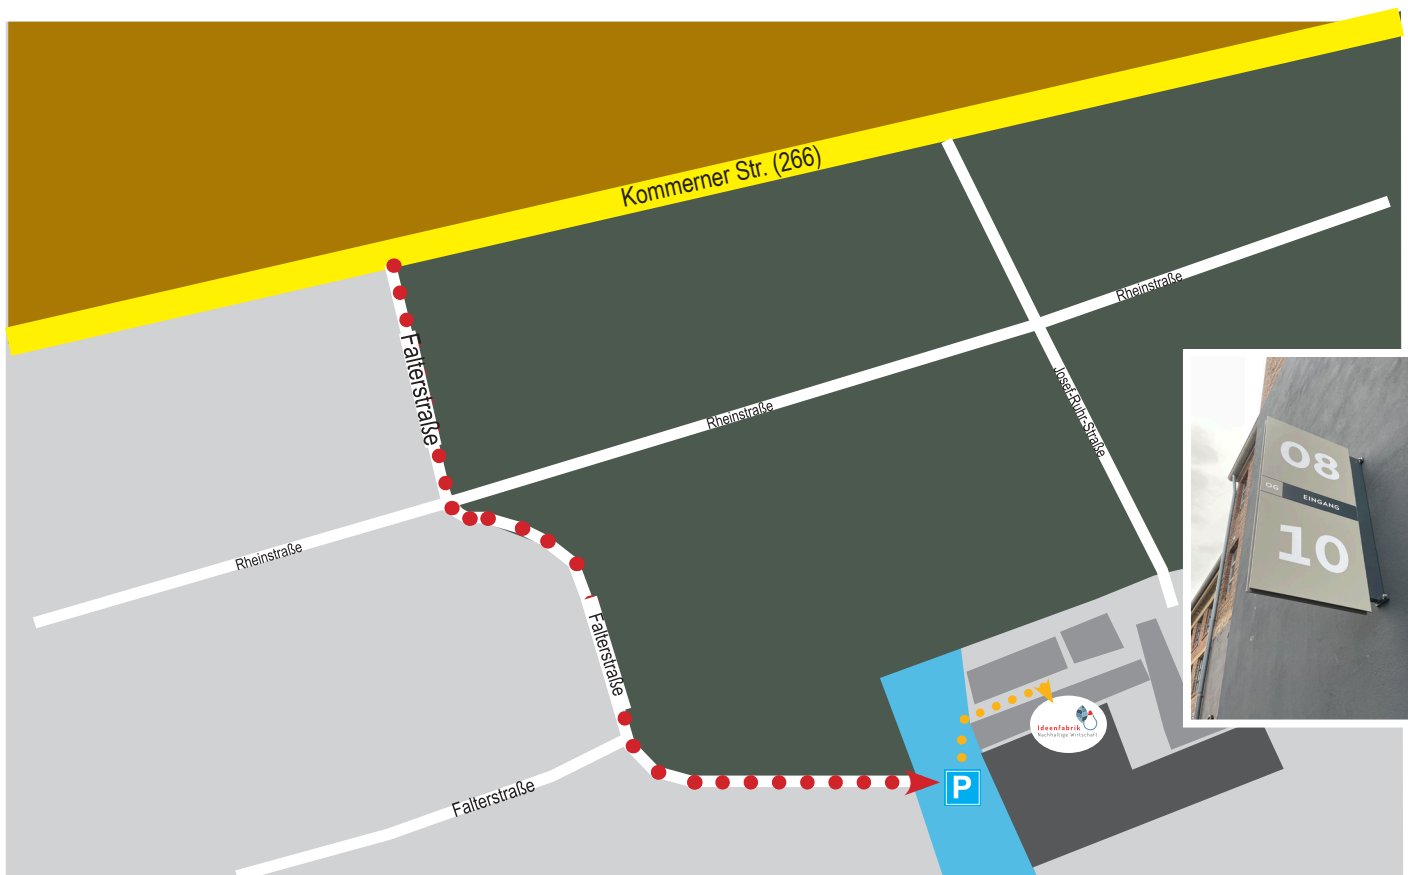 Kommerner Str. (266)
Rheinstraße
Falterstraße
Josef-Ruhr-Straße
Rheinstraße
08
OG
EINGANG
10
Rheinstraße
Falterstraße
Ideenfabrik
Nachhaltige Wirtschaft
P
Falterstraße